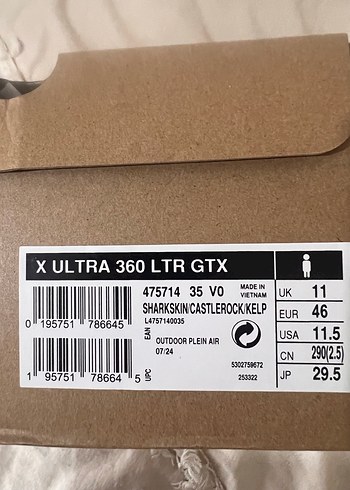 X ULTRA 360 LTR GTX
475714 35 V0 MADE IN VIETNAM
SHARKSKIN/CASTLEROCK/KELP
L4757140035
0 195751 786645
EAN
OUTDOOR PLEIN AIR
07/24
5302759672
253322
1 95751 78664 5
UPC
UK 11
EUR 46
USA 11.5
CN 290(2.5)
JP 29.5